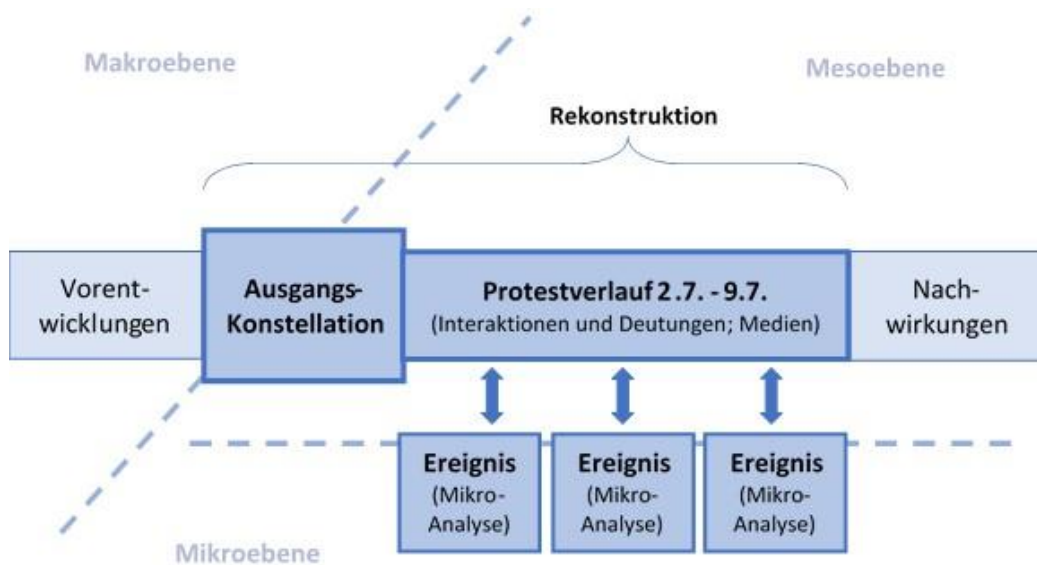 Makroebene
Mesoebene
Rekonstruktion
Vorent-
wicklungen
Ausgangs-
Konstellation
Protestverlauf 2.7. - 9.7.
(Interaktionen und Deutungen; Medien)
Nach-
wirkungen
Ereignis
(Mikro-
Analyse)
Ereignis
(Mikro-
Analyse)
Ereignis
(Mikro-
Analyse)
Mikroebene